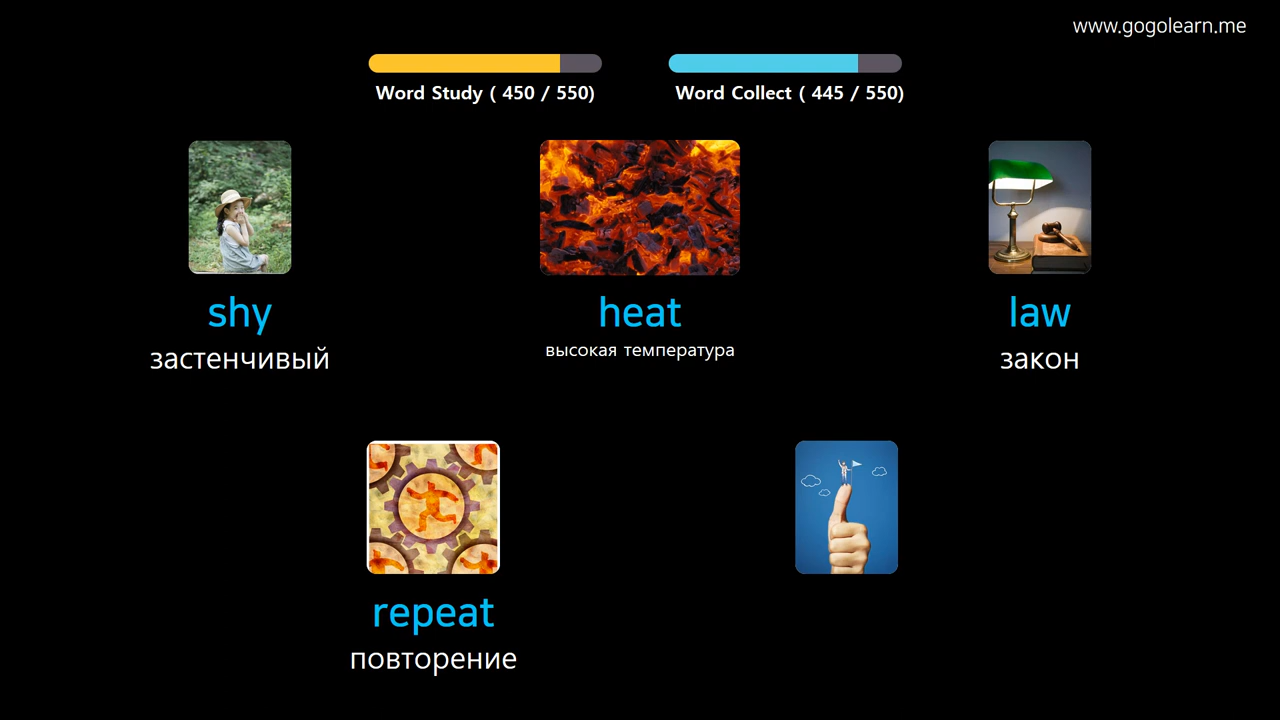 www.gogolearn.me
Word Study ( 450 / 550)
Word Collect ( 445 / 550)
shy
застенчивый
heat
высокая температура
law
закон
repeat
повторение